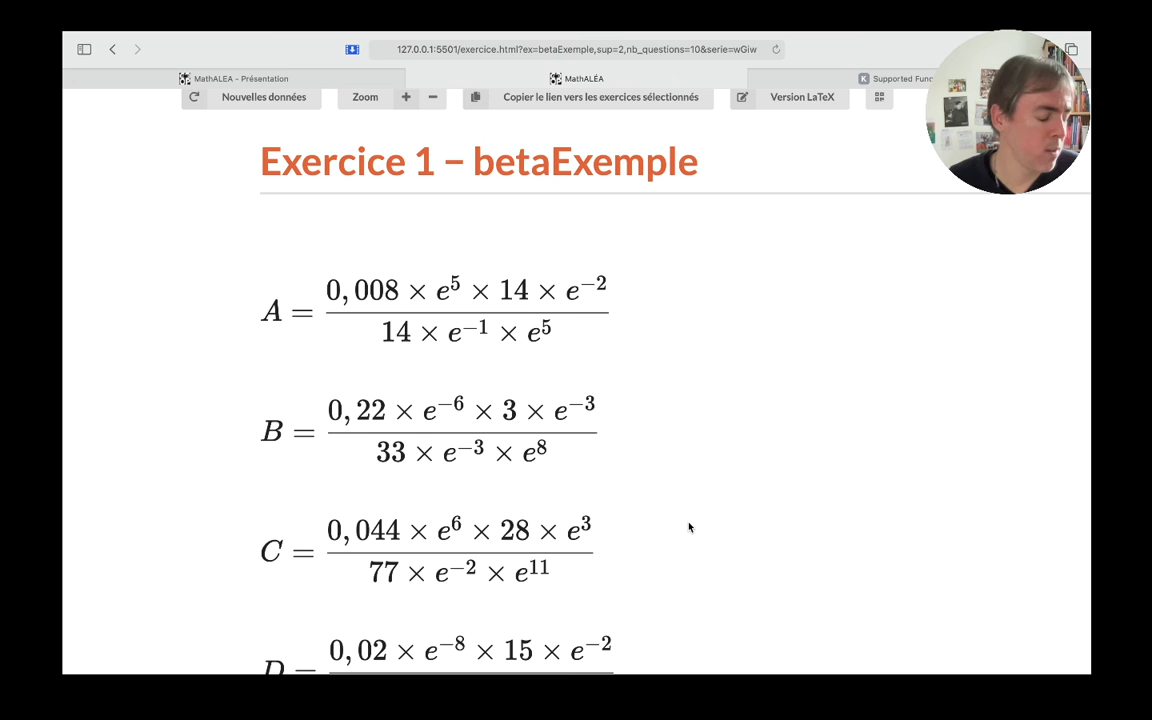 127.0.0.1:5501/exercice.html?ex=betaExemple,sup=2,nb_questions=10&serie=wGiw
MathALEA - Présentation
MathALÉA
Supported Func
Nouvelles données
Zoom + −
Copier le lien vers les exercices sélectionnés
Version LaTeX
Exercice 1 − betaExemple
A = \frac{0,008 × e^{5} × 14 × e^{−2}}{14 × e^{−1} × e^{5}}
B = \frac{0,22 × e^{−6} × 3 × e^{−3}}{33 × e^{−3} × e^{8}}
C = \frac{0,044 × e^{6} × 28 × e^{3}}{77 × e^{−2} × e^{11}}
D = 0,02 × e^{−8} × 15 × e^{−2}